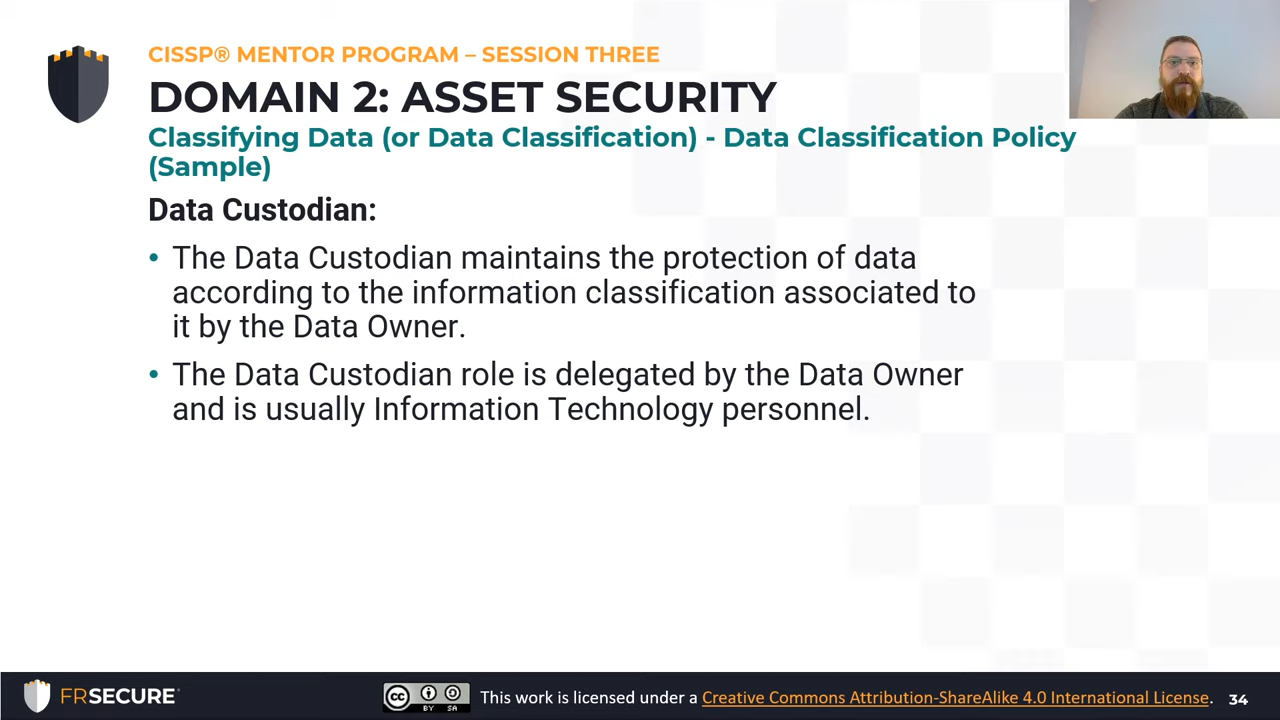 CISSP® MENTOR PROGRAM – SESSION THREE
DOMAIN 2: ASSET SECURITY
Classifying Data (or Data Classification) - Data Classification Policy
(Sample)
Data Custodian:
• The Data Custodian maintains the protection of data
according to the information classification associated to
it by the Data Owner.
• The Data Custodian role is delegated by the Data Owner
and is usually Information Technology personnel.
FRSECURE®
CC BY SA
This work is licensed under a Creative Commons Attribution-ShareAlike 4.0 International License.
34